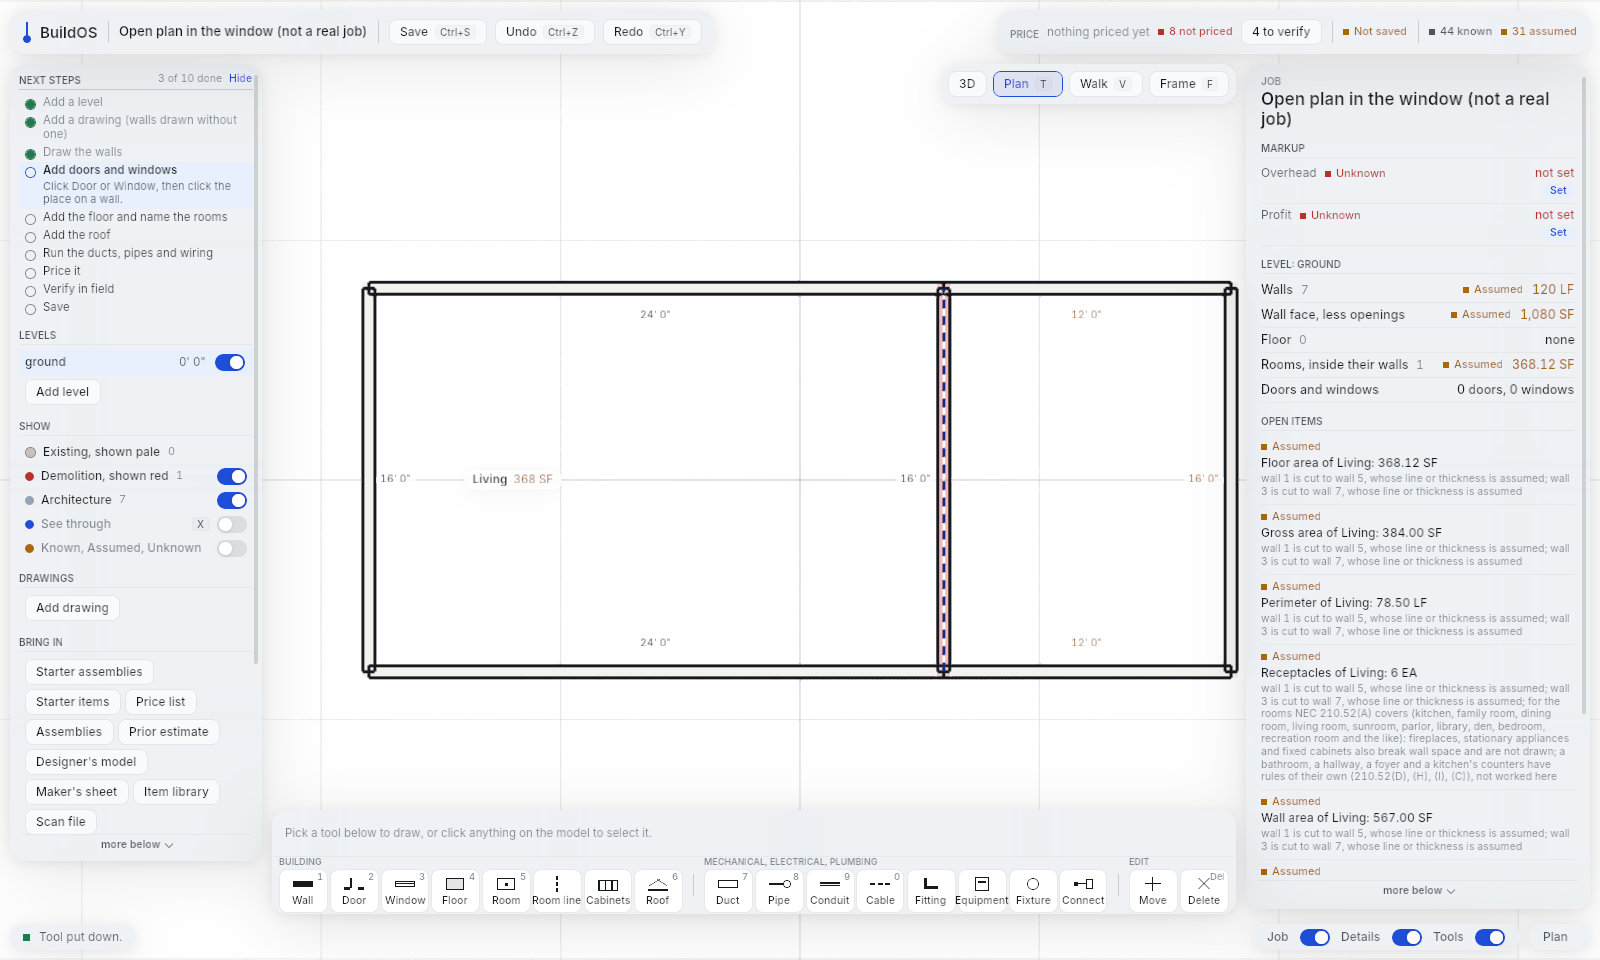 BuildOS
Open plan in the window (not a real job)
Save Ctrl+S
Undo Ctrl+Z
Redo Ctrl+Y
PRICE nothing priced yet 8 not priced 4 to verify Not saved 44 known 31 assumed
3D
Plan T
Walk V
Frame F
NEXT STEPS 3 of 10 done Hide
Add a level
Add a drawing (walls drawn without
one)
Draw the walls
Add doors and windows
Click Door or Window, then click the
place on a wall.
Add the floor and name the rooms
Add the roof
Run the ducts, pipes and wiring
Price it
Verify in field
Save
LEVELS
ground 0' 0"
Add level
SHOW
Existing, shown pale 0
Demolition, shown red 1
Architecture 7
See through X
Known, Assumed, Unknown
DRAWINGS
Add drawing
BRING IN
Starter assemblies
Starter items Price list
Assemblies Prior estimate
Designer's model
Maker's sheet Item library
Scan file
more below
Tool put down.
24' 0" 12' 0"
16' 0" Living 368 SF 16' 0" 16' 0"
24' 0" 12' 0"
Pick a tool below to draw, or click anything on the model to select it.
BUILDING
Wall 1
Door 2
Window 3
Floor 4
Room 5
Room line
Cabinets
Roof 6
MECHANICAL, ELECTRICAL, PLUMBING
Duct 7
Pipe 8
Conduit 9
Cable 0
Fitting
Equipment
Fixture
Connect
EDIT
Move
Delete Del
JOB
Open plan in the window (not a real
job)
MARKUP
Overhead Unknown not set
Set
Profit Unknown not set
Set
LEVEL: GROUND
Walls 7 Assumed 120 LF
Wall face, less openings Assumed 1,080 SF
Floor 0 none
Rooms, inside their walls 1 Assumed 368.12 SF
Doors and windows 0 doors, 0 windows
OPEN ITEMS
Assumed
Floor area of Living: 368.12 SF
wall 1 is cut to wall 5, whose line or thickness is assumed; wall
3 is cut to wall 7, whose line or thickness is assumed
Assumed
Gross area of Living: 384.00 SF
wall 1 is cut to wall 5, whose line or thickness is assumed; wall
3 is cut to wall 7, whose line or thickness is assumed
Assumed
Perimeter of Living: 78.50 LF
wall 1 is cut to wall 5, whose line or thickness is assumed; wall
3 is cut to wall 7, whose line or thickness is assumed
Assumed
Receptacles of Living: 6 EA
wall 1 is cut to wall 5, whose line or thickness is assumed; wall
3 is cut to wall 7, whose line or thickness is assumed; for the
rooms NEC 210.52(A) covers (kitchen, family room, dining
room, living room, sunroom, parlor, library, den, bedroom,
recreation room and the like): fireplaces, stationary appliances
and fixed cabinets also break wall space and are not drawn; a
bathroom, a hallway, a foyer and a kitchen's counters have
rules of their own (210.52(D), (H), (I), (C)), not worked here
Assumed
Wall area of Living: 567.00 SF
wall 1 is cut to wall 5, whose line or thickness is assumed; wall
3 is cut to wall 7, whose line or thickness is assumed
Assumed
more below
Job Details Tools Plan